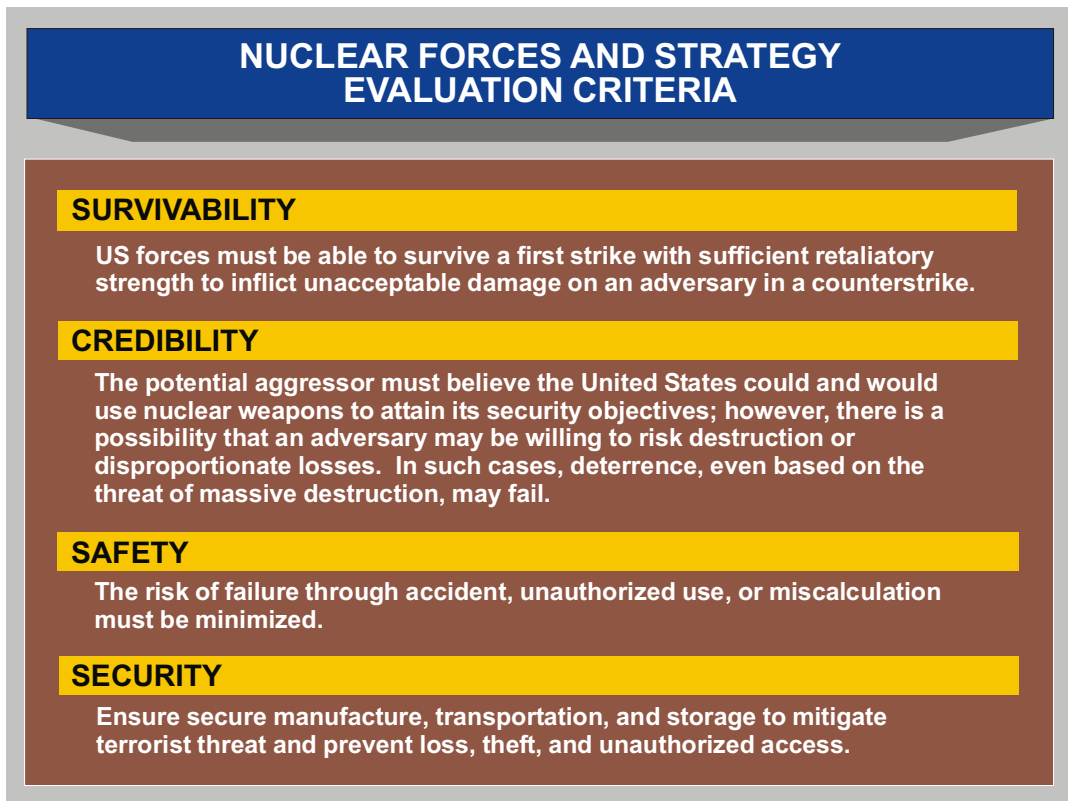 NUCLEAR FORCES AND STRATEGY
EVALUATION CRITERIA
SURVIVABILITY
US forces must be able to survive a first strike with sufficient retaliatory
strength to inflict unacceptable damage on an adversary in a counterstrike.
CREDIBILITY
The potential aggressor must believe the United States could and would
use nuclear weapons to attain its security objectives; however, there is a
possibility that an adversary may be willing to risk destruction or
disproportionate losses.  In such cases, deterrence, even based on the
threat of massive destruction, may fail.
SAFETY
The risk of failure through accident, unauthorized use, or miscalculation
must be minimized.
SECURITY
Ensure secure manufacture, transportation, and storage to mitigate
terrorist threat and prevent loss, theft, and unauthorized access.